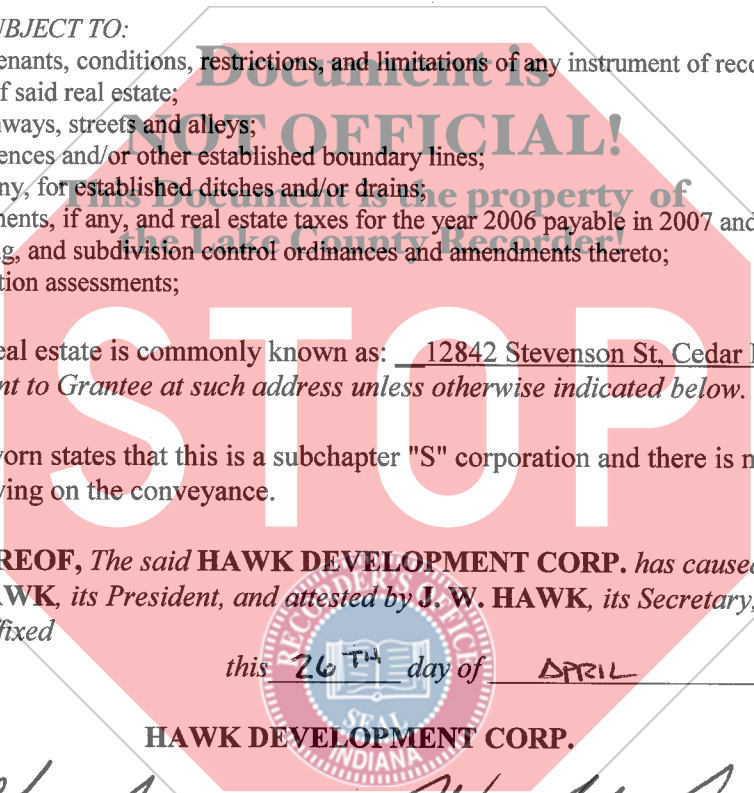 UBJECT TO:
enants, conditions, restrictions, and limitations of any instrument of reco
f said real estate;
ways, streets and alleys;
ences and/or other established boundary lines;
ny, for established ditches and/or drains;
ments, if any, and real estate taxes for the year 2006 payable in 2007 and
g, and subdivision control ordinances and amendments thereto;
tion assessments;
Document is
NOT OFFICIAL!
This Document is the property of
the Lake County Recorder!
STOP
eal estate is commonly known as: 12842 Stevenson St, Cedar
nt to Grantee at such address unless otherwise indicated below.
orn states that this is a subchapter "S" corporation and there is n
ving on the conveyance.
REOF, The said HAWK DEVELOPMENT CORP. has caused
AWK, its President, and attested by J. W. HAWK, its Secretary,
ffixed
this 26TH day of APRIL
RECORDER'S OFFICE
SEAL
INDIANA
HAWK DEVELOPMENT CORP.